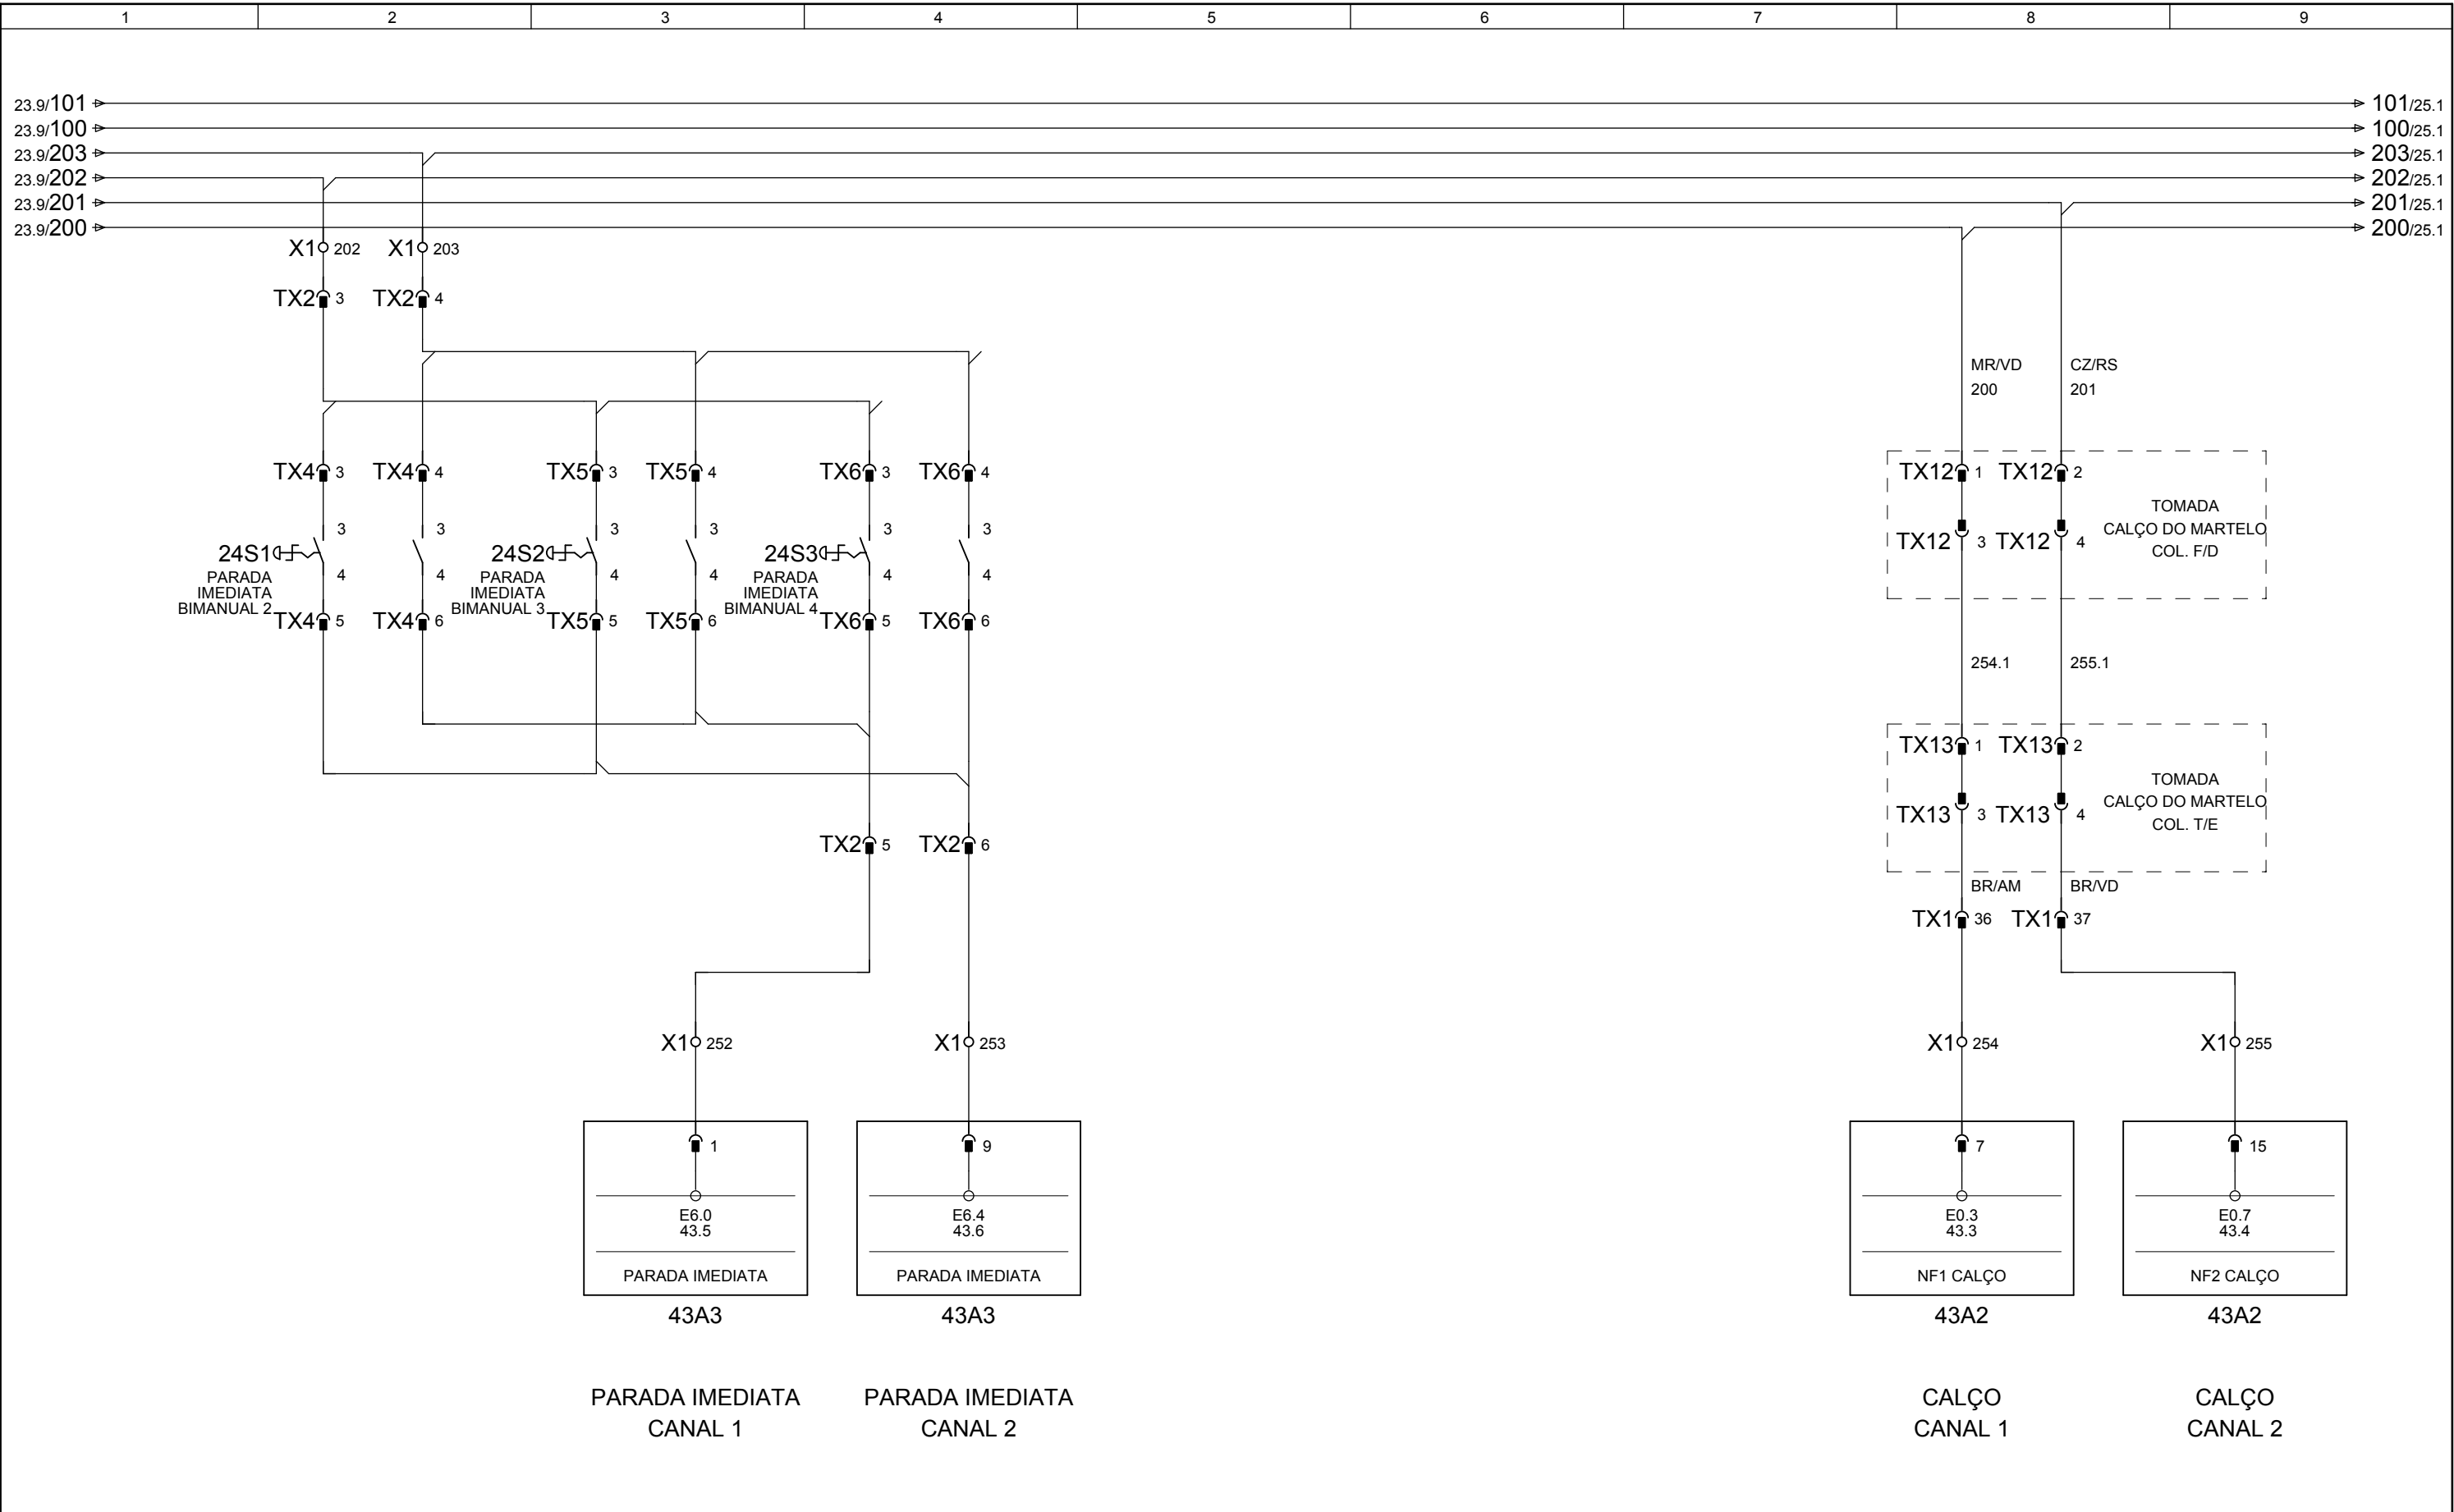 1 2 3 4 5 6 7 8 9
23.9/101 101/25.1
23.9/100 100/25.1
23.9/203 203/25.1
23.9/202 202/25.1
23.9/201 201/25.1
23.9/200 200/25.1
X1 202 X1 203
TX2 3 TX2 4
MR/VD CZ/RS
200 201
TX4 3 TX4 4 TX5 3 TX5 4 TX6 3 TX6 4 TX12 1 TX12 2
TOMADA
CALÇO DO MARTELO
COL. F/D
3 3 3 3 3 3
TX12 3 TX12 4
24S1 24S2 24S3
4 4 4 4 4 4
PARADA
IMEDIATA
BIMANUAL 2
PARADA
IMEDIATA
BIMANUAL 3
PARADA
IMEDIATA
BIMANUAL 4
TX4 5 TX4 6 TX5 5 TX5 6 TX6 5 TX6 6
254.1 255.1
TX13 1 TX13 2
TOMADA
CALÇO DO MARTELO
COL. T/E
TX13 3 TX13 4
TX2 5 TX2 6
BR/AM BR/VD
TX1 36 TX1 37
X1 252 X1 253 X1 254 X1 255
1 9 7 15
E6.0 E6.4 E0.3 E0.7
43.5 43.6 43.3 43.4
PARADA IMEDIATA PARADA IMEDIATA NF1 CALÇO NF2 CALÇO
43A3 43A3 43A2 43A2
PARADA IMEDIATA PARADA IMEDIATA CALÇO CALÇO
CANAL 1 CANAL 2 CANAL 1 CANAL 2